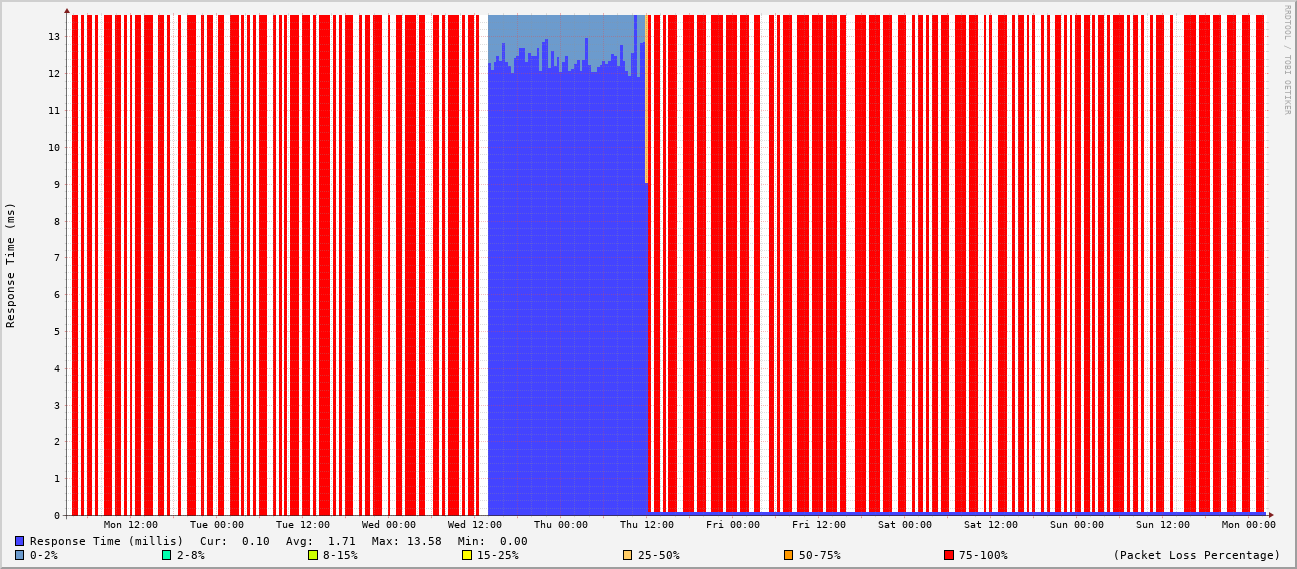 RRDTOOL / TOBI OETIKER
Response Time (ms)
13
12
11
10
9
8
7
6
5
4
3
2
1
0
Mon 12:00 Tue 00:00 Tue 12:00 Wed 00:00 Wed 12:00 Thu 00:00 Thu 12:00 Fri 00:00 Fri 12:00 Sat 00:00 Sat 12:00 Sun 00:00 Sun 12:00 Mon 00:00
Response Time (millis) Cur: 0.10 Avg: 1.71 Max: 13.58 Min: 0.00
0-2% 2-8% 8-15% 15-25% 25-50% 50-75% 75-100% (Packet Loss Percentage)